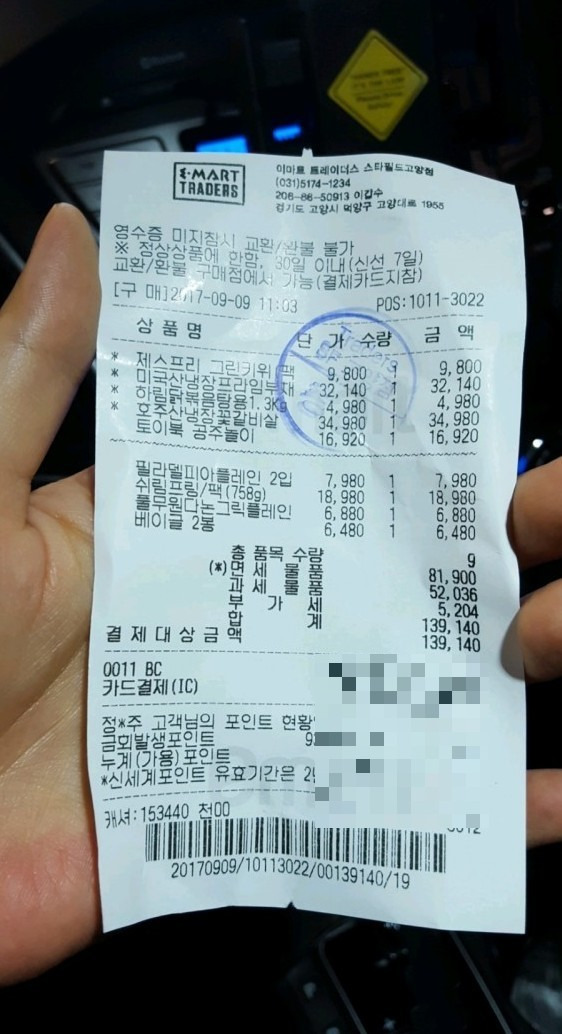 E-MART
TRADERS
이마트 트레이더스 스타필드고양점
(031)5174-1234
206-86-50913 이갑수
경기도 고양시 덕양구 고양대로 1955
영수증 미지참시 교환/환불 불가
※ 정상상품에 한함, 30일 이내(신선 7일)
교환/환불 구매점에서 가능(결제카드지참)
[구 매]2017-09-09 11:03 POS:1011-3022
상 품 명 단 가 수량 금 액
* 제스프리 그린키위 팩 9,800 1 9,800
* 미국산냉장프라임부채 32,140 1 32,140
* 하림닭볶음탕용1.3Kg 4,980 1 4,980
* 호주산냉장꽃갈비살 34,980 1 34,980
토이북 공주놀이 16,920 1 16,920
필라델피아플레인 2입 7,980 1 7,980
쉬림프링/팩(758g) 18,980 1 18,980
풀무원다논그릭플레인 6,880 1 6,880
베이글 2봉 6,480 1 6,480
총 품목 수량 9
(*)면 세 물 품 81,900
과 세 물 품 52,036
부 가 세 5,204
합 계 139,140
결 제 대 상 금 액 139,140
0011 BC
카드결제(IC)
정*주 고객님의 포인트 현황
금회발생포인트 9
누계(가용)포인트
*신세계포인트 유효기간은 2
캐셔:153440 천00
20170909/10113022/00139140/19